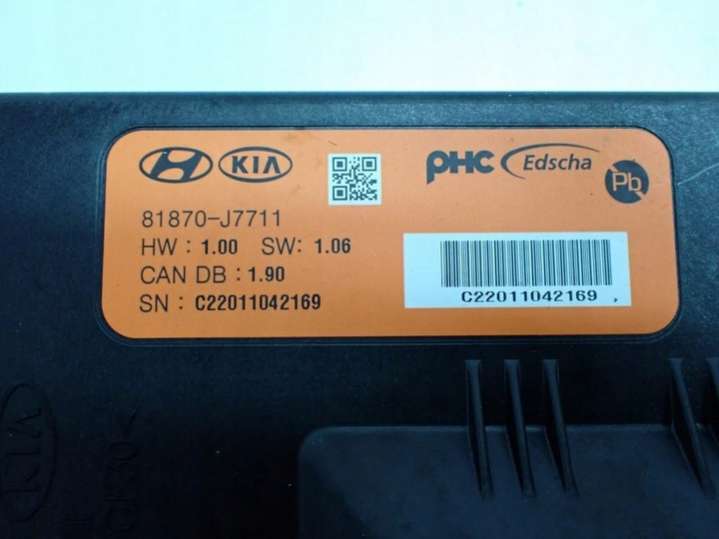 KIA
PHC Edscha
Pb
81870-J7711
HW : 1.00 SW: 1.06
CAN DB : 1.90
SN : C22011042169
C22011042169